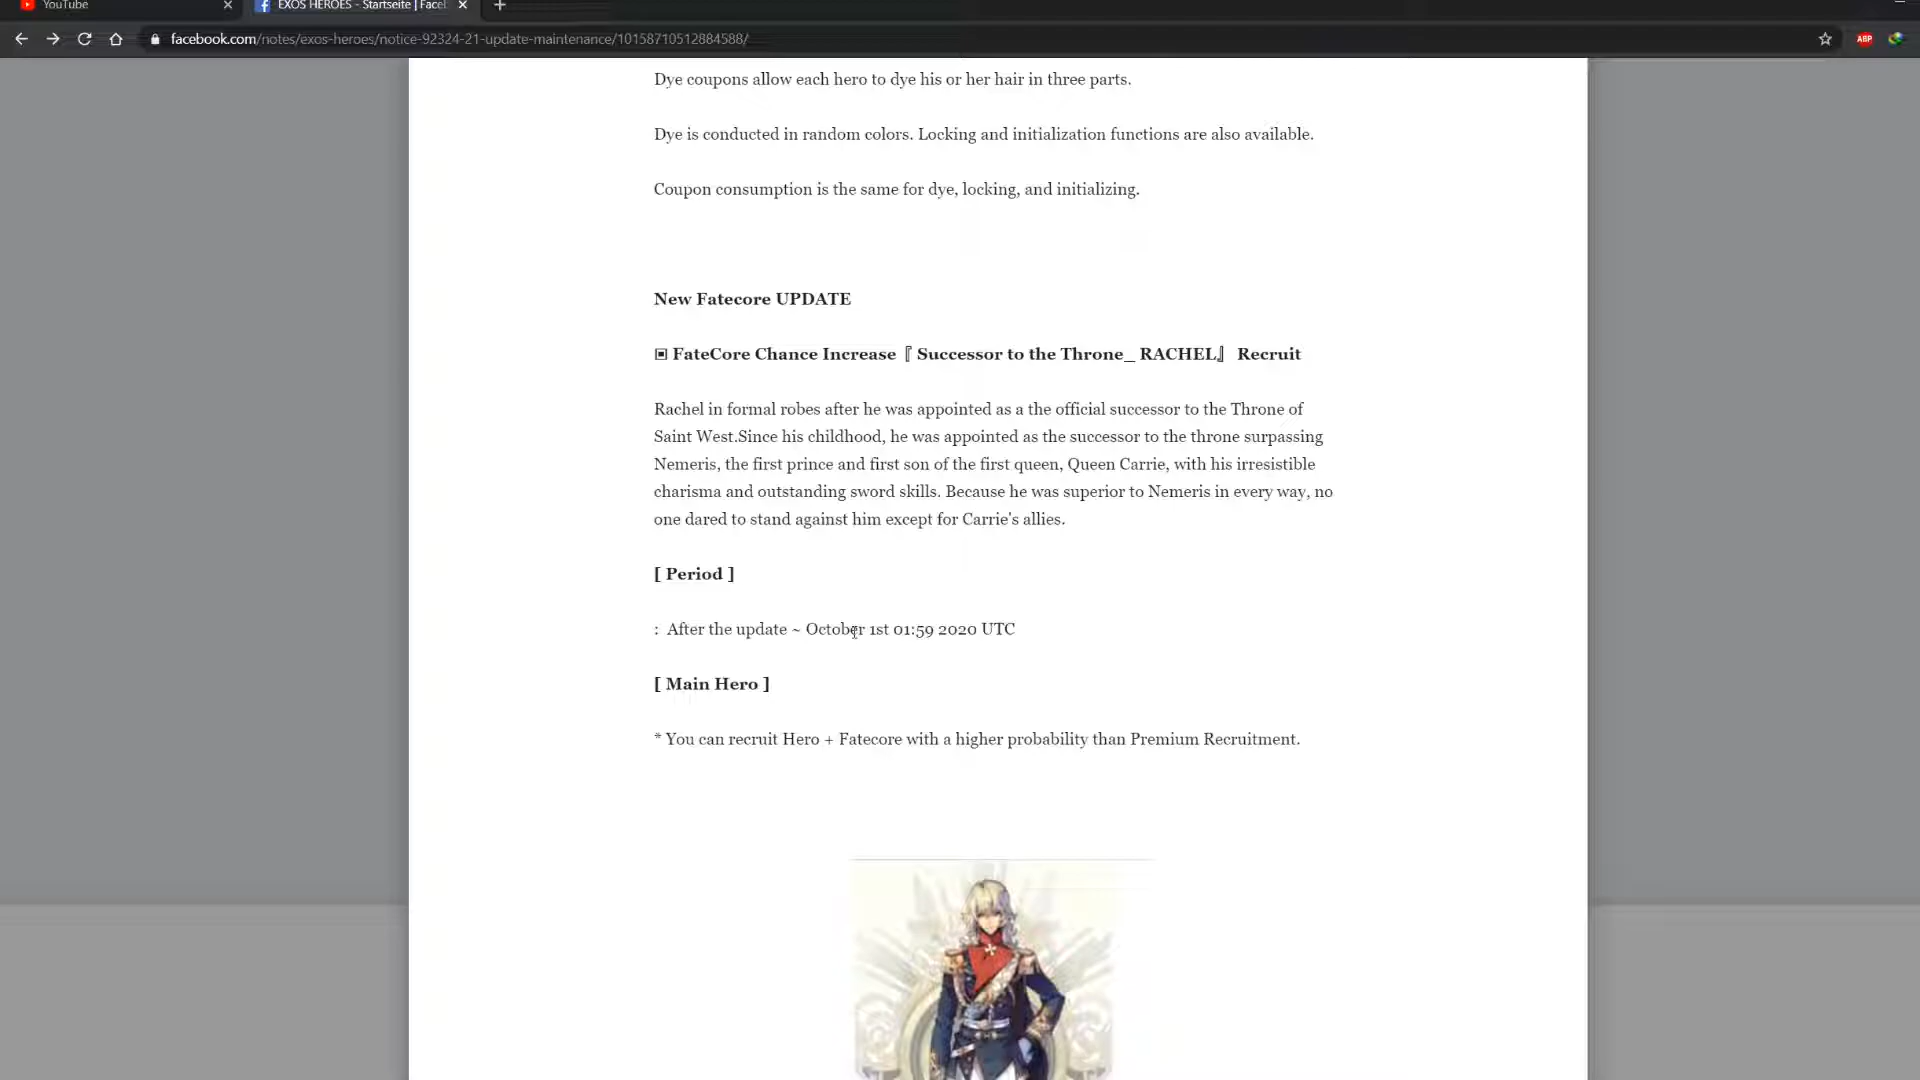 YouTube
EXOS HEROES - Startseite | Faceb
facebook.com/notes/exos-heroes/notice-92324-21-update-maintenance/10158710512884588/
ABP
Dye coupons allow each hero to dye his or her hair in three parts.
Dye is conducted in random colors. Locking and initialization functions are also available.
Coupon consumption is the same for dye, locking, and initializing.
New Fatecore UPDATE
▣ FateCore Chance Increase『 Successor to the Throne_ RACHEL』 Recruit
Rachel in formal robes after he was appointed as a the official successor to the Throne of
Saint West.Since his childhood, he was appointed as the successor to the throne surpassing
Nemeris, the first prince and first son of the first queen, Queen Carrie, with his irresistible
charisma and outstanding sword skills. Because he was superior to Nemeris in every way, no
one dared to stand against him except for Carrie's allies.
[ Period ]
: After the update ~ October 1st 01:59 2020 UTC
[ Main Hero ]
* You can recruit Hero + Fatecore with a higher probability than Premium Recruitment.